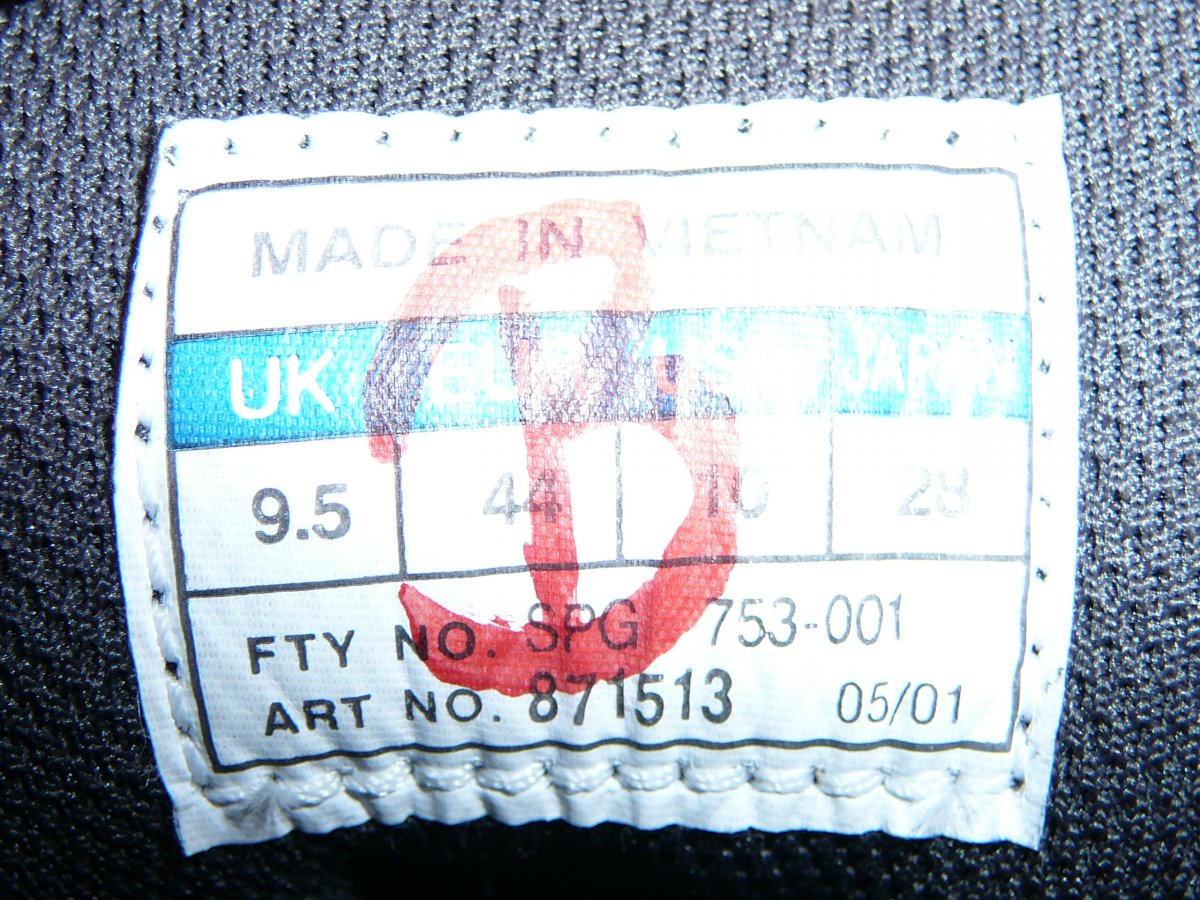 MADE IN VIETNAM
UK EUR USA JAPAN
9.5 44 10 28
FTY NO. SPG 753-001
ART NO. 871513 05/01
B